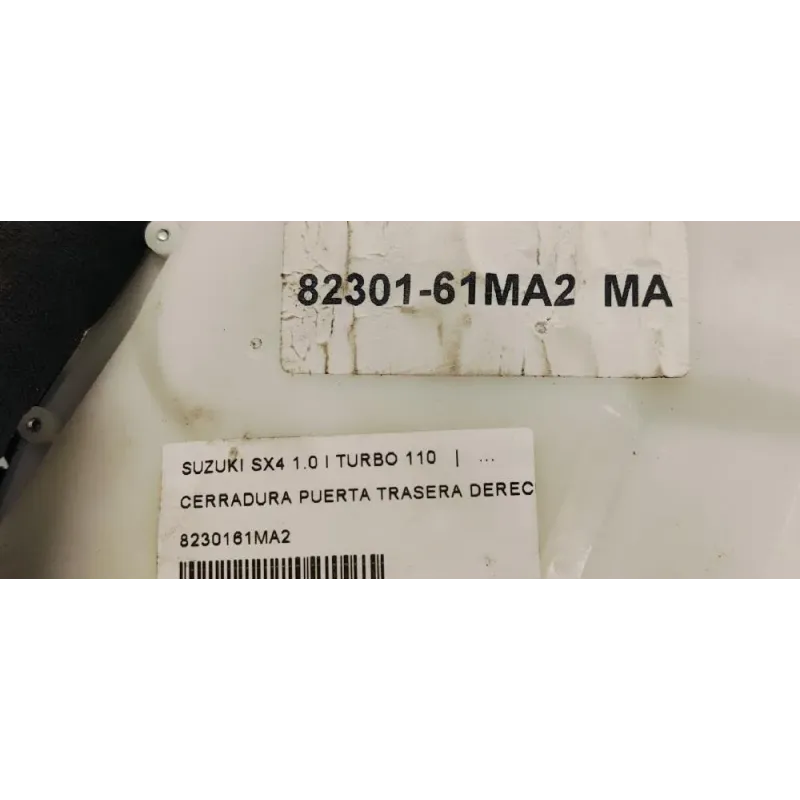 82301-61MA2 MA
SUZUKI SX4 1.0 I TURBO 110 | ...
CERRADURA PUERTA TRASERA DEREC
8230161MA2